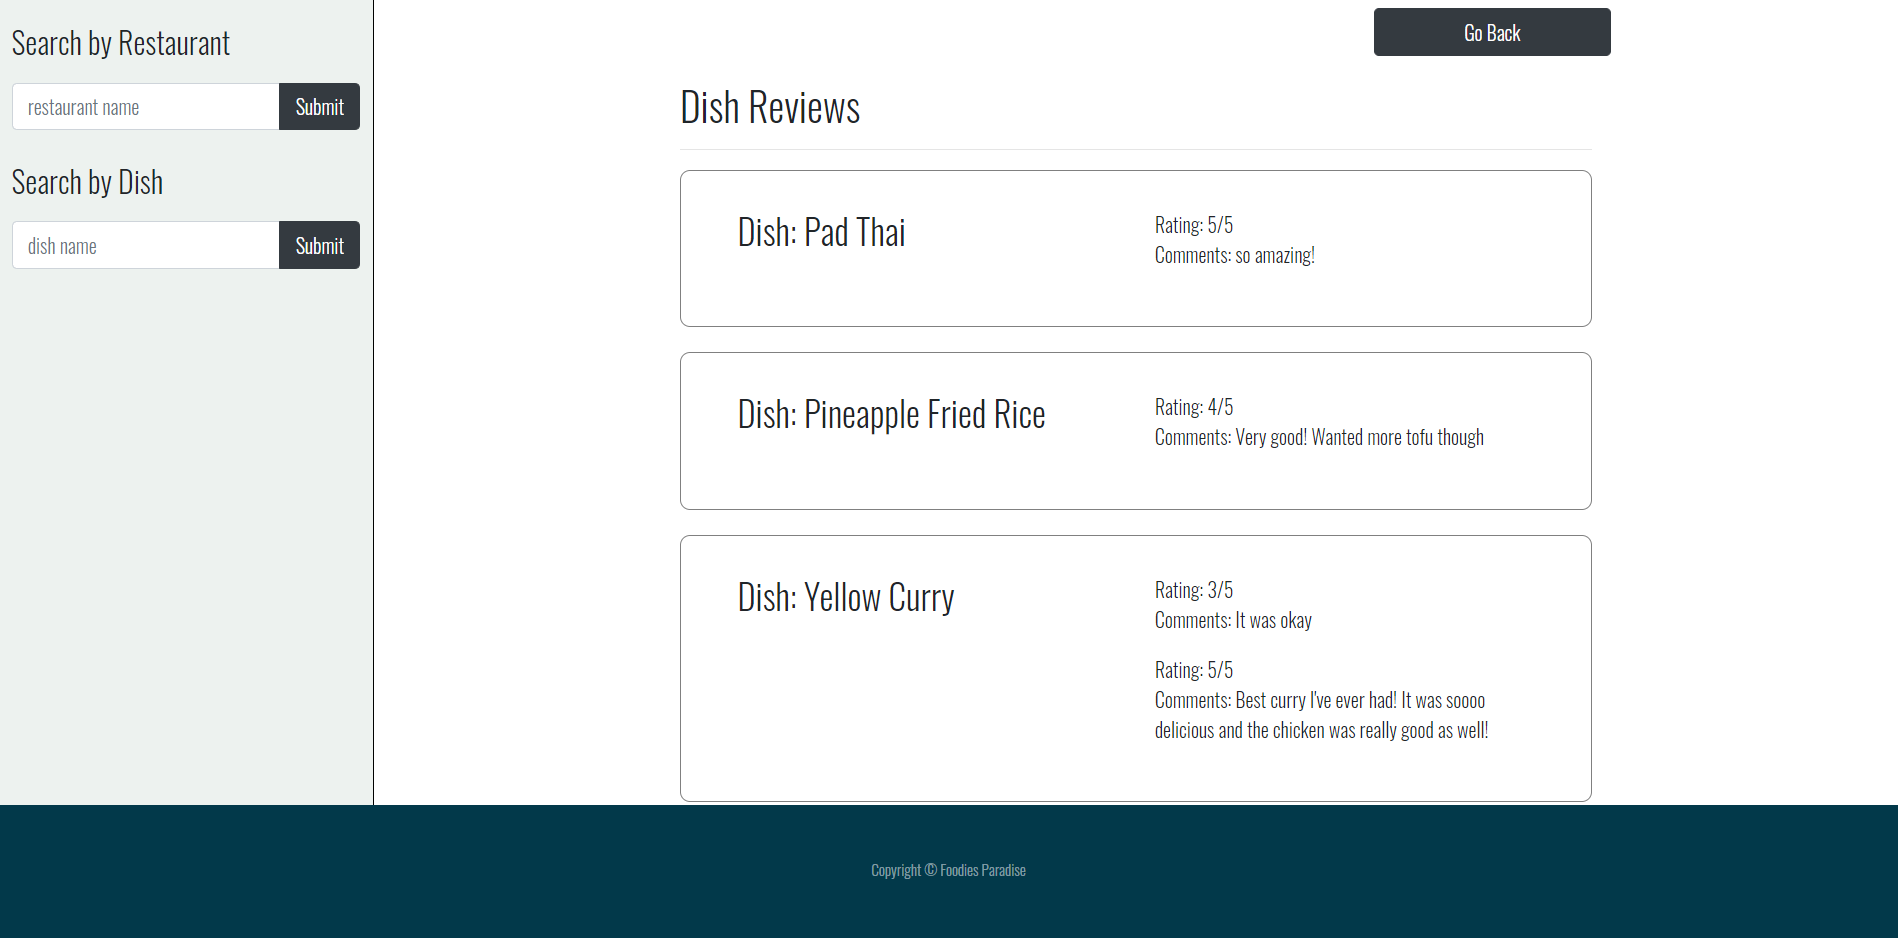 Search by Restaurant
restaurant name
Submit
Search by Dish
dish name
Submit
Go Back
Dish Reviews
Dish: Pad Thai
Rating: 5/5
Comments: so amazing!
Dish: Pineapple Fried Rice
Rating: 4/5
Comments: Very good! Wanted more tofu though
Dish: Yellow Curry
Rating: 3/5
Comments: It was okay
Rating: 5/5
Comments: Best curry I've ever had! It was soooo
delicious and the chicken was really good as well!
Copyright © Foodies Paradise